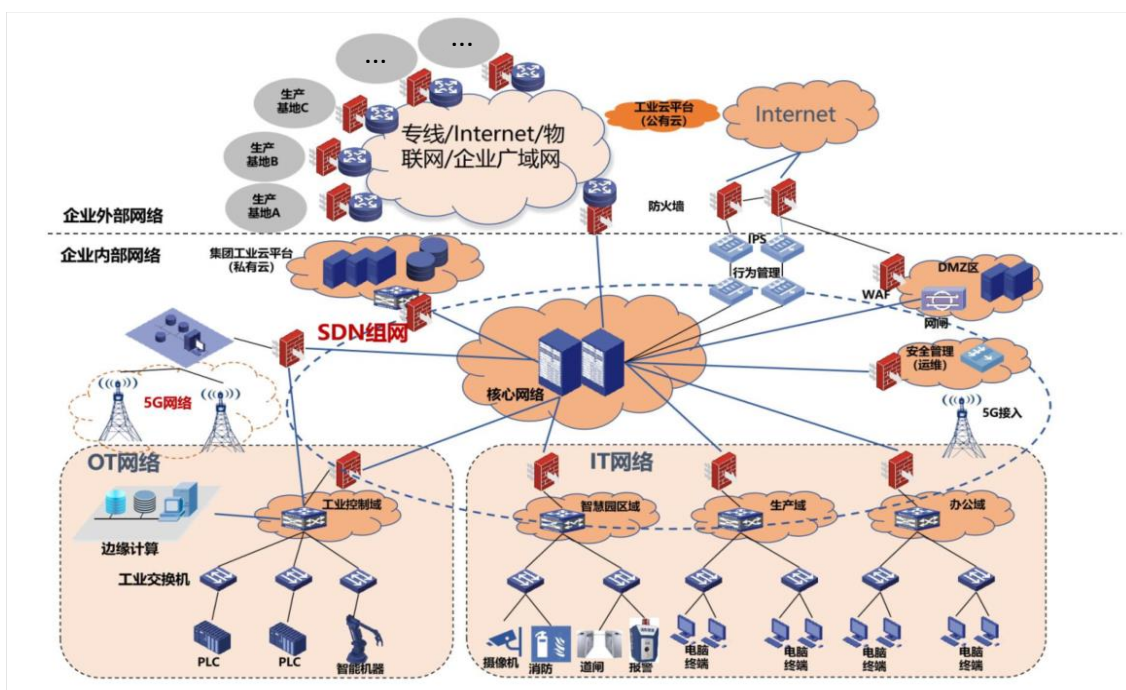 ...
...
生产
基地C
生产
基地B
生产
基地A
专线/Internet/物
联网/企业广域网
工业云平台
(公有云)
Internet
企业外部网络
防火墙
企业内部网络
集团工业云平台
(私有云)
IPS
行为管理
DMZ区
WAF
网闸
SDN组网
核心网络
安全管理
(运维)
5G网络
5G接入
OT网络
IT网络
工业控制域
智慧园区域
生产域
办公域
边缘计算
工业交换机
PLC
PLC
智能机器
摄像机
消防
道闸
报警
电脑
终端
电脑
终端
电脑
终端
电脑
终端